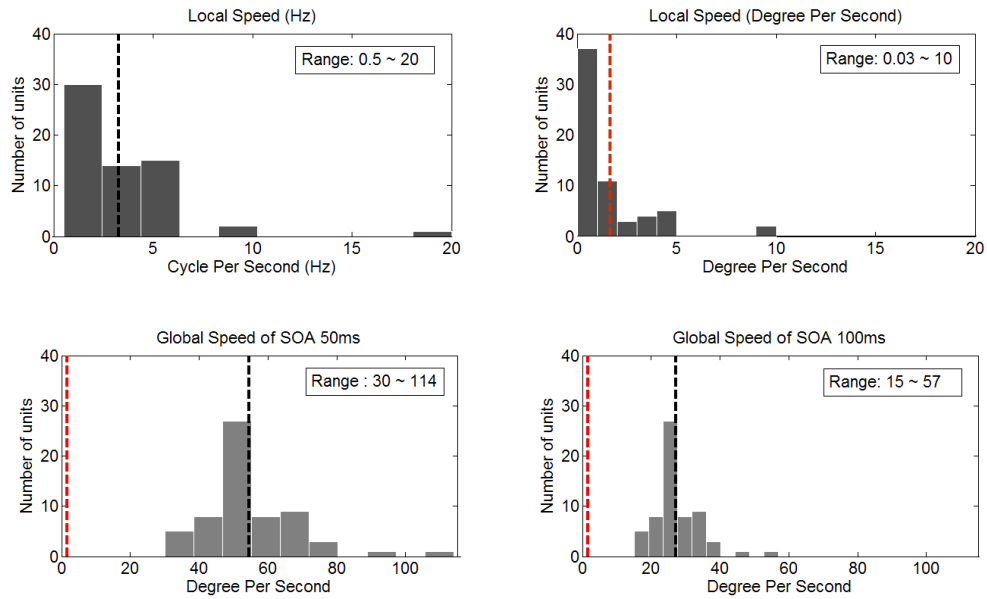 Local Speed (Hz)
Number of units
40
30
20
10
0
Range: 0.5 ~ 20
0 5 10 15 20
Cycle Per Second (Hz)
Local Speed (Degree Per Second)
Number of units
40
30
20
10
0
Range: 0.03 ~ 10
0 5 10 15 20
Degree Per Second
Global Speed of SOA 50ms
Number of units
40
30
20
10
0
Range : 30 ~ 114
0 20 40 60 80 100
Degree Per Second
Global Speed of SOA 100ms
Number of units
40
30
20
10
0
Range: 15 ~ 57
0 20 40 60 80 100
Degree Per Second